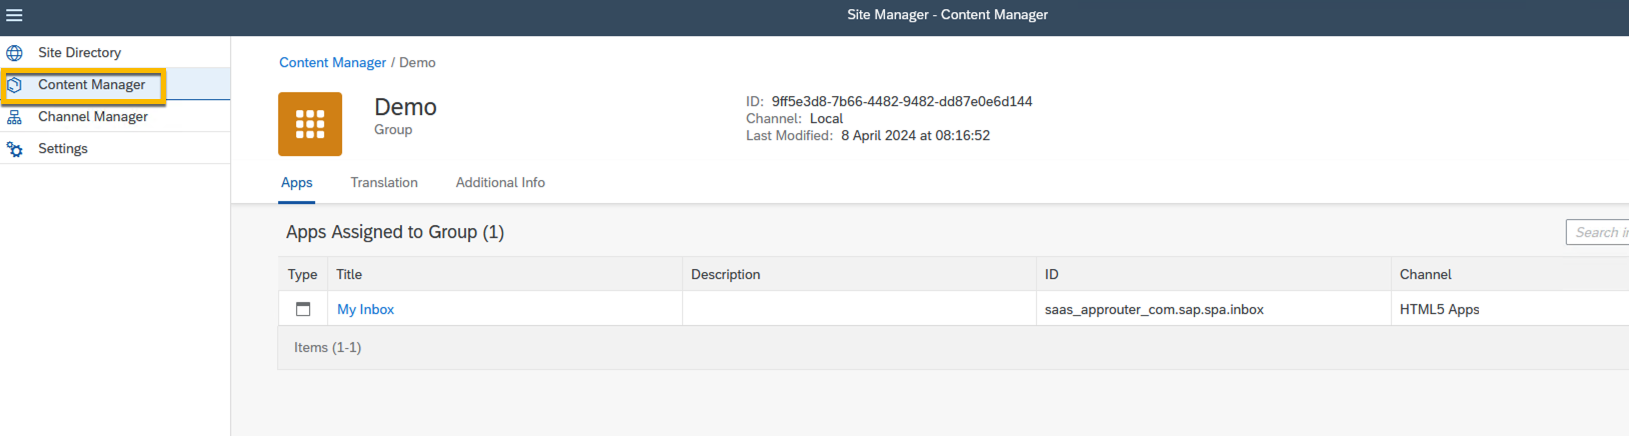 Site Manager - Content Manager
Site Directory
Content Manager
Channel Manager
Settings
Content Manager / Demo
Demo
Group
ID: 9ff5e3d8-7b66-4482-9482-dd87e0e6d144
Channel: Local
Last Modified: 8 April 2024 at 08:16:52
Apps Translation Additional Info
Apps Assigned to Group (1)
Search in
Type Title Description ID Channel
My Inbox saas_approuter_com.sap.spa.inbox HTML5 Apps
Items (1-1)